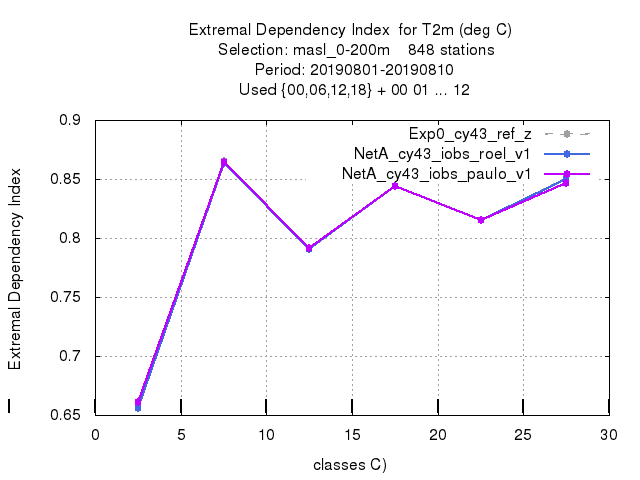 Extremal Dependency Index  for T2m (deg C)
Selection: masl_0-200m    848 stations
Period: 20190801-20190810
Used {00,06,12,18} + 00 01 ... 12
Exp0_cy43_ref_z
NetA_cy43_iobs_roel_v1
NetA_cy43_iobs_paulo_v1
Extremal Dependency Index
0.9
0.85
0.8
0.75
0.7
0.65
0 5 10 15 20 25 30
classes C)